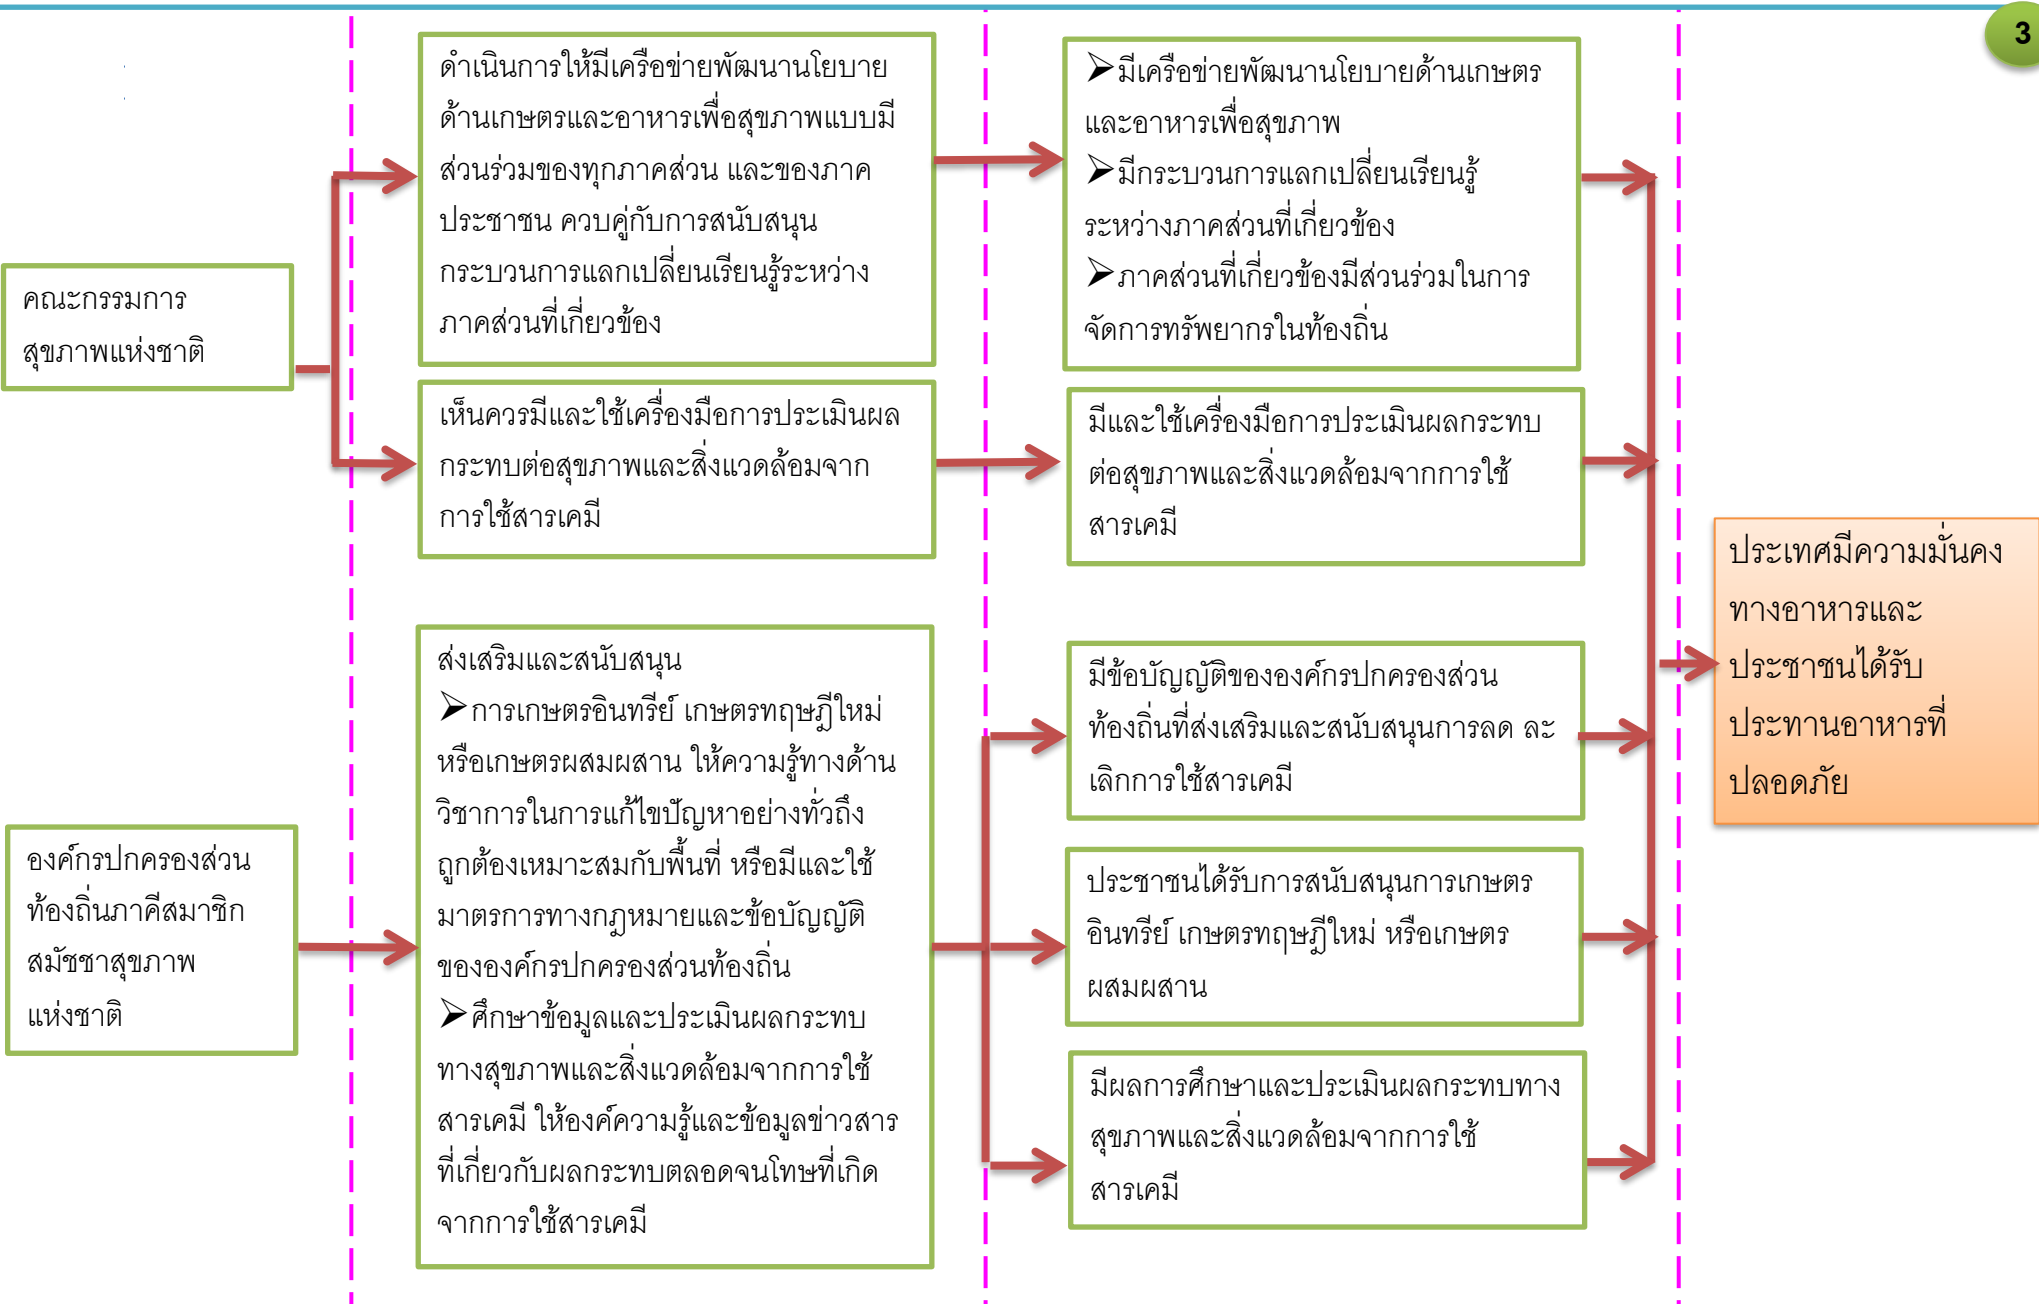 3
คณะกรรมการ
สุขภาพแห่งชาติ
ดำเนินการให้มีเครือข่ายพัฒนานโยบาย
ด้านเกษตรและอาหารเพื่อสุขภาพแบบมี
ส่วนร่วมของทุกภาคส่วน และของภาค
ประชาชน ควบคู่กับการสนับสนุน
กระบวนการแลกเปลี่ยนเรียนรู้ระหว่าง
ภาคส่วนที่เกี่ยวข้อง
➢มีเครือข่ายพัฒนานโยบายด้านเกษตร
และอาหารเพื่อสุขภาพ
➢มีกระบวนการแลกเปลี่ยนเรียนรู้
ระหว่างภาคส่วนที่เกี่ยวข้อง
➢ภาคส่วนที่เกี่ยวข้องมีส่วนร่วมในการ
จัดการทรัพยากรในท้องถิ่น
เห็นควรมีและใช้เครื่องมือการประเมินผล
กระทบต่อสุขภาพและสิ่งแวดล้อมจาก
การใช้สารเคมี
มีและใช้เครื่องมือการประเมินผลกระทบ
ต่อสุขภาพและสิ่งแวดล้อมจากการใช้
สารเคมี
องค์กรปกครองส่วน
ท้องถิ่นภาคีสมาชิก
สมัชชาสุขภาพ
แห่งชาติ
ส่งเสริมและสนับสนุน
➢การเกษตรอินทรีย์ เกษตรทฤษฎีใหม่
หรือเกษตรผสมผสาน ให้ความรู้ทางด้าน
วิชาการในการแก้ไขปัญหาอย่างทั่วถึง
ถูกต้องเหมาะสมกับพื้นที่ หรือมีและใช้
มาตรการทางกฎหมายและข้อบัญญัติ
ขององค์กรปกครองส่วนท้องถิ่น
➢ศึกษาข้อมูลและประเมินผลกระทบ
ทางสุขภาพและสิ่งแวดล้อมจากการใช้
สารเคมี ให้องค์ความรู้และข้อมูลข่าวสาร
ที่เกี่ยวกับผลกระทบตลอดจนโทษที่เกิด
จากการใช้สารเคมี
มีข้อบัญญัติขององค์กรปกครองส่วน
ท้องถิ่นที่ส่งเสริมและสนับสนุนการลด ละ
เลิกการใช้สารเคมี
ประชาชนได้รับการสนับสนุนการเกษตร
อินทรีย์ เกษตรทฤษฎีใหม่ หรือเกษตร
ผสมผสาน
มีผลการศึกษาและประเมินผลกระทบทาง
สุขภาพและสิ่งแวดล้อมจากการใช้
สารเคมี
ประเทศมีความมั่นคง
ทางอาหารและ
ประชาชนได้รับ
ประทานอาหารที่
ปลอดภัย